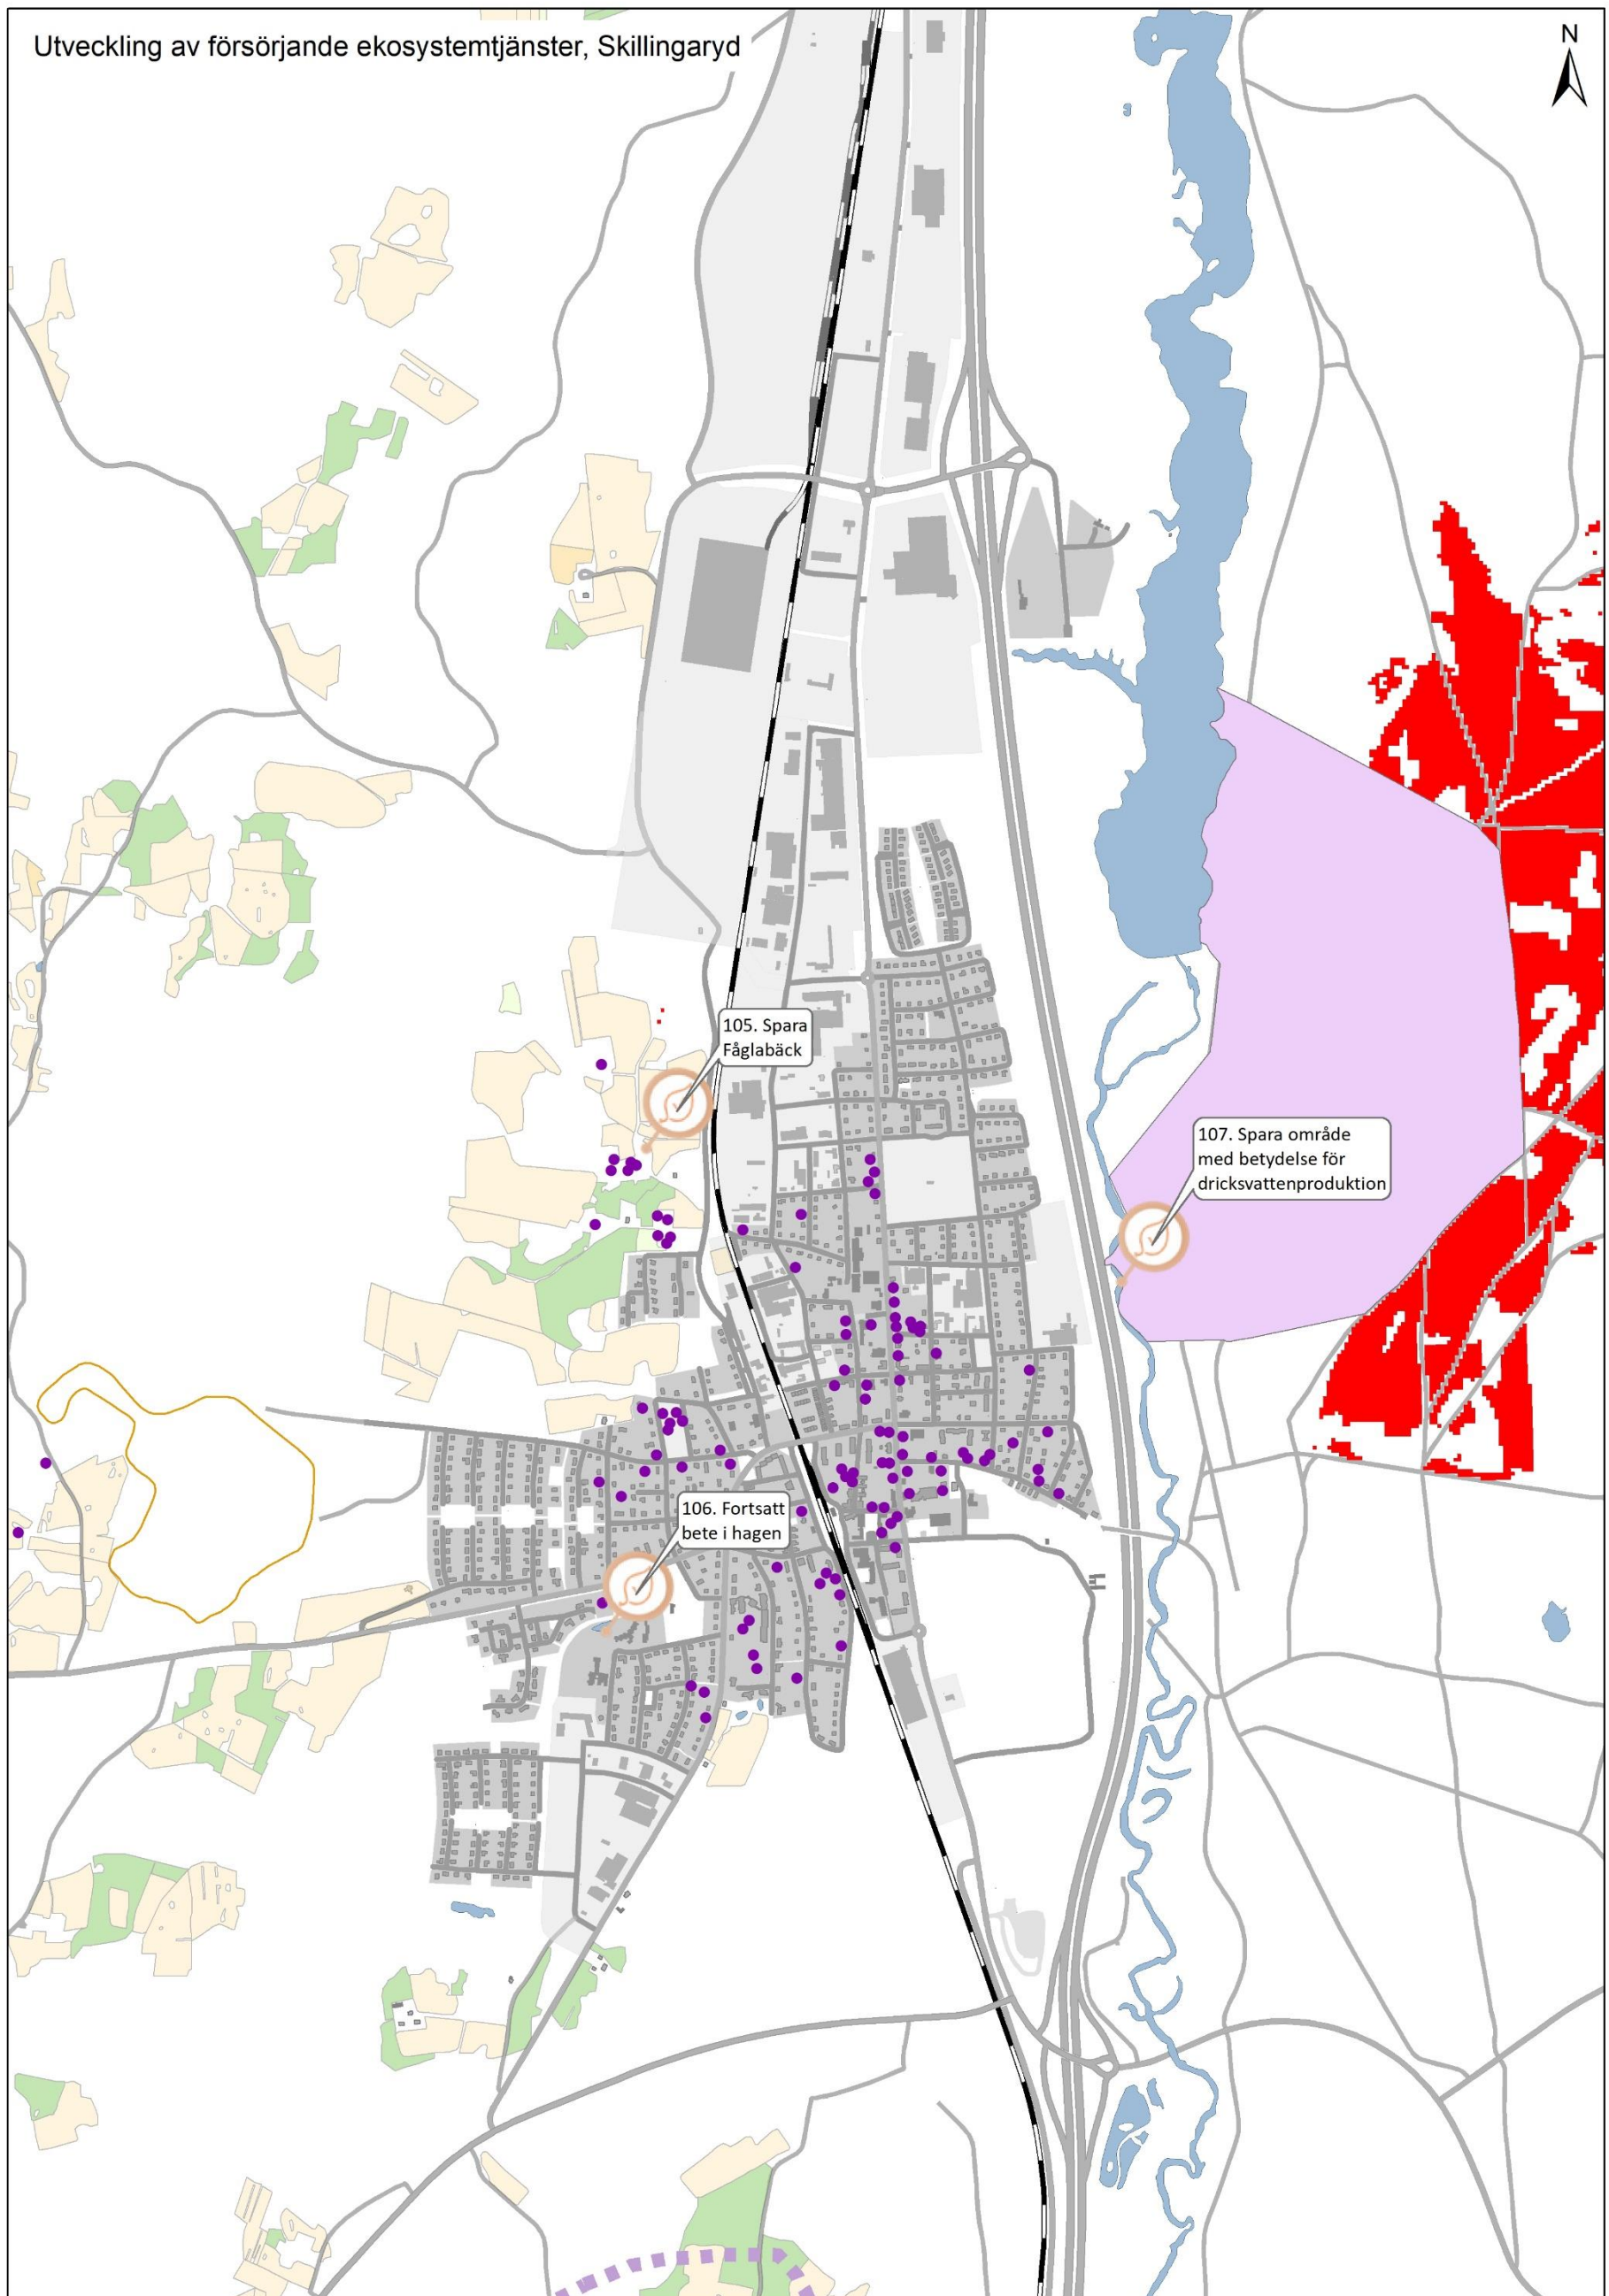 Utveckling av försörjande ekosystemtjänster, Skillingaryd
N
105. Spara
Fåglabäck
107. Spara område
med betydelse för
dricksvattenproduktion
106. Fortsatt
bete i hagen